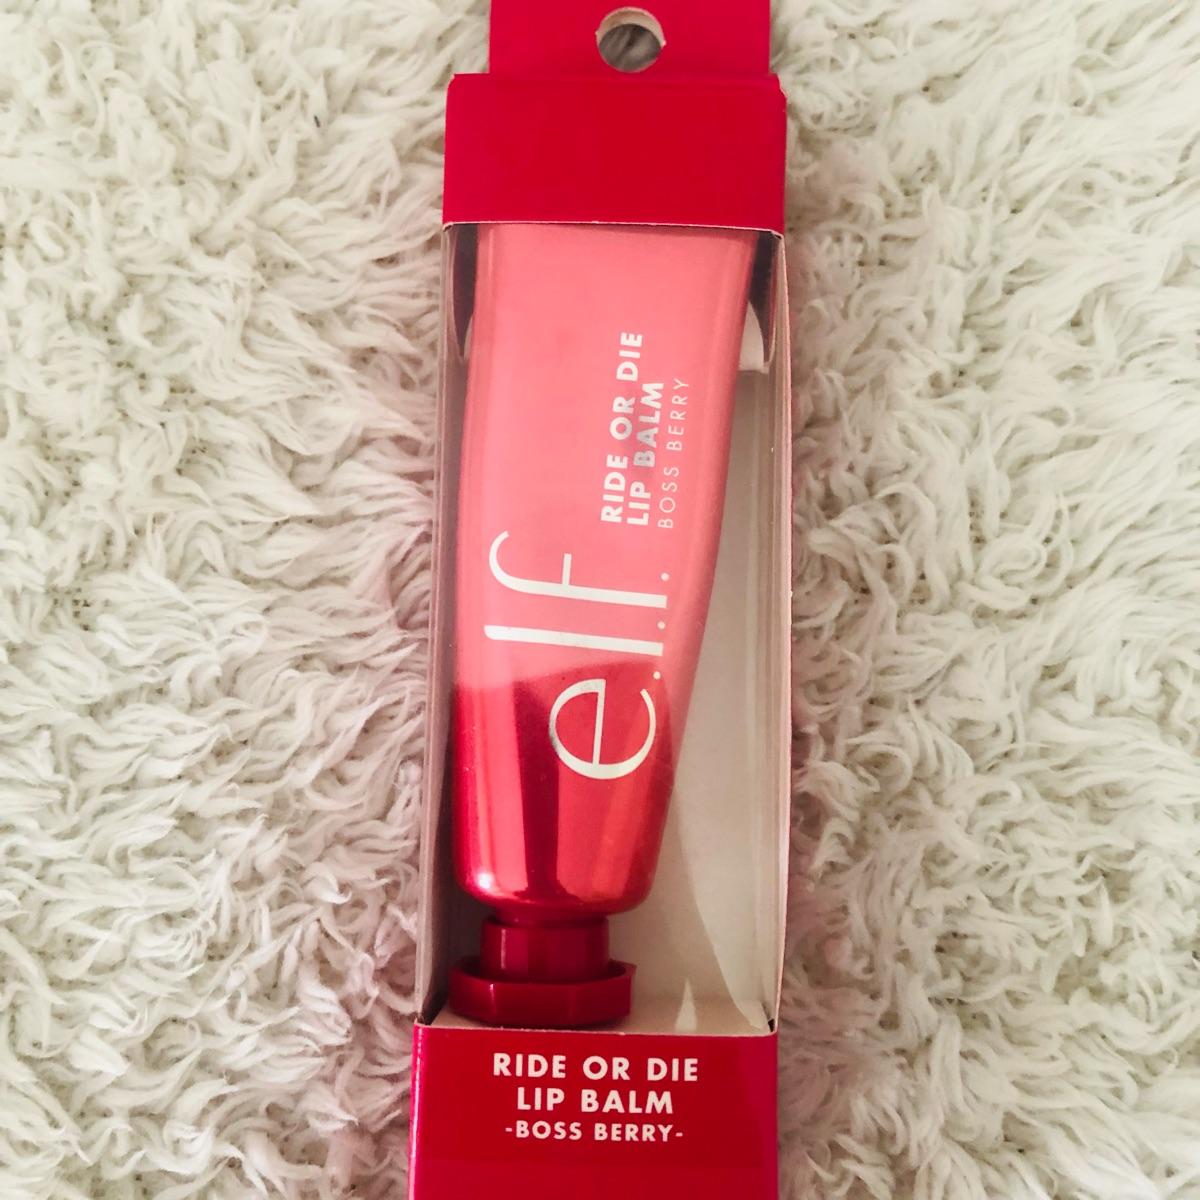 e.l.f.
RIDE OR DIE
LIP BALM
BOSS BERRY
RIDE OR DIE
LIP BALM
-BOSS BERRY-